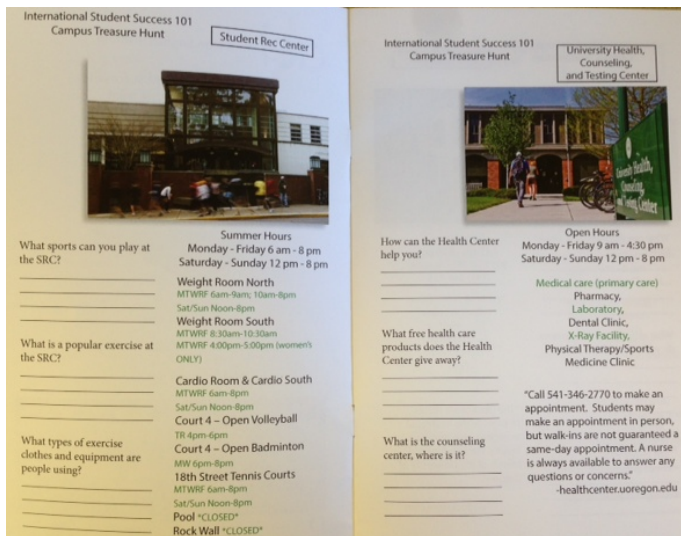 International Student Success 101
Campus Treasure Hunt
Student Rec Center
What sports can you play at
the SRC?
What is a popular exercise at
the SRC?
What types of exercise
clothes and equipment are
people using?
Summer Hours
Monday - Friday 6 am - 8 pm
Saturday - Sunday 12 pm - 8 pm
Weight Room North
MTWRF 6am-9am; 10am-8pm
Sat/Sun Noon-8pm
Weight Room South
MTWRF 8:30am-10:30am
MTWRF 4:00pm-5:00pm (women's
ONLY)
Cardio Room & Cardio South
MTWRF 6am-8pm
Sat/Sun Noon-8pm
Court 4 – Open Volleyball
TR 4pm-6pm
Court 4 – Open Badminton
MW 6pm-8pm
18th Street Tennis Courts
MTWRF 6am-8pm
Sat/Sun Noon-8pm
Pool *CLOSED*
Rock Wall *CLOSED*
International Student Success 101
Campus Treasure Hunt
University Health,
Counseling,
and Testing Center
University Health,
Counseling,
and Testing Center
How can the Health Center
help you?
What free health care
products does the Health
Center give away?
What is the counseling
center, where is it?
Open Hours
Monday - Friday 9 am - 4:30 pm
Saturday - Sunday 12 pm - 8 pm
Medical care (primary care)
Pharmacy,
Laboratory,
Dental Clinic,
X-Ray Facility,
Physical Therapy/Sports
Medicine Clinic
"Call 541-346-2770 to make an
appointment. Students may
make an appointment in person,
but walk-ins are not guaranteed a
same-day appointment. A nurse
is always available to answer any
questions or concerns."
-healthcenter.uoregon.edu